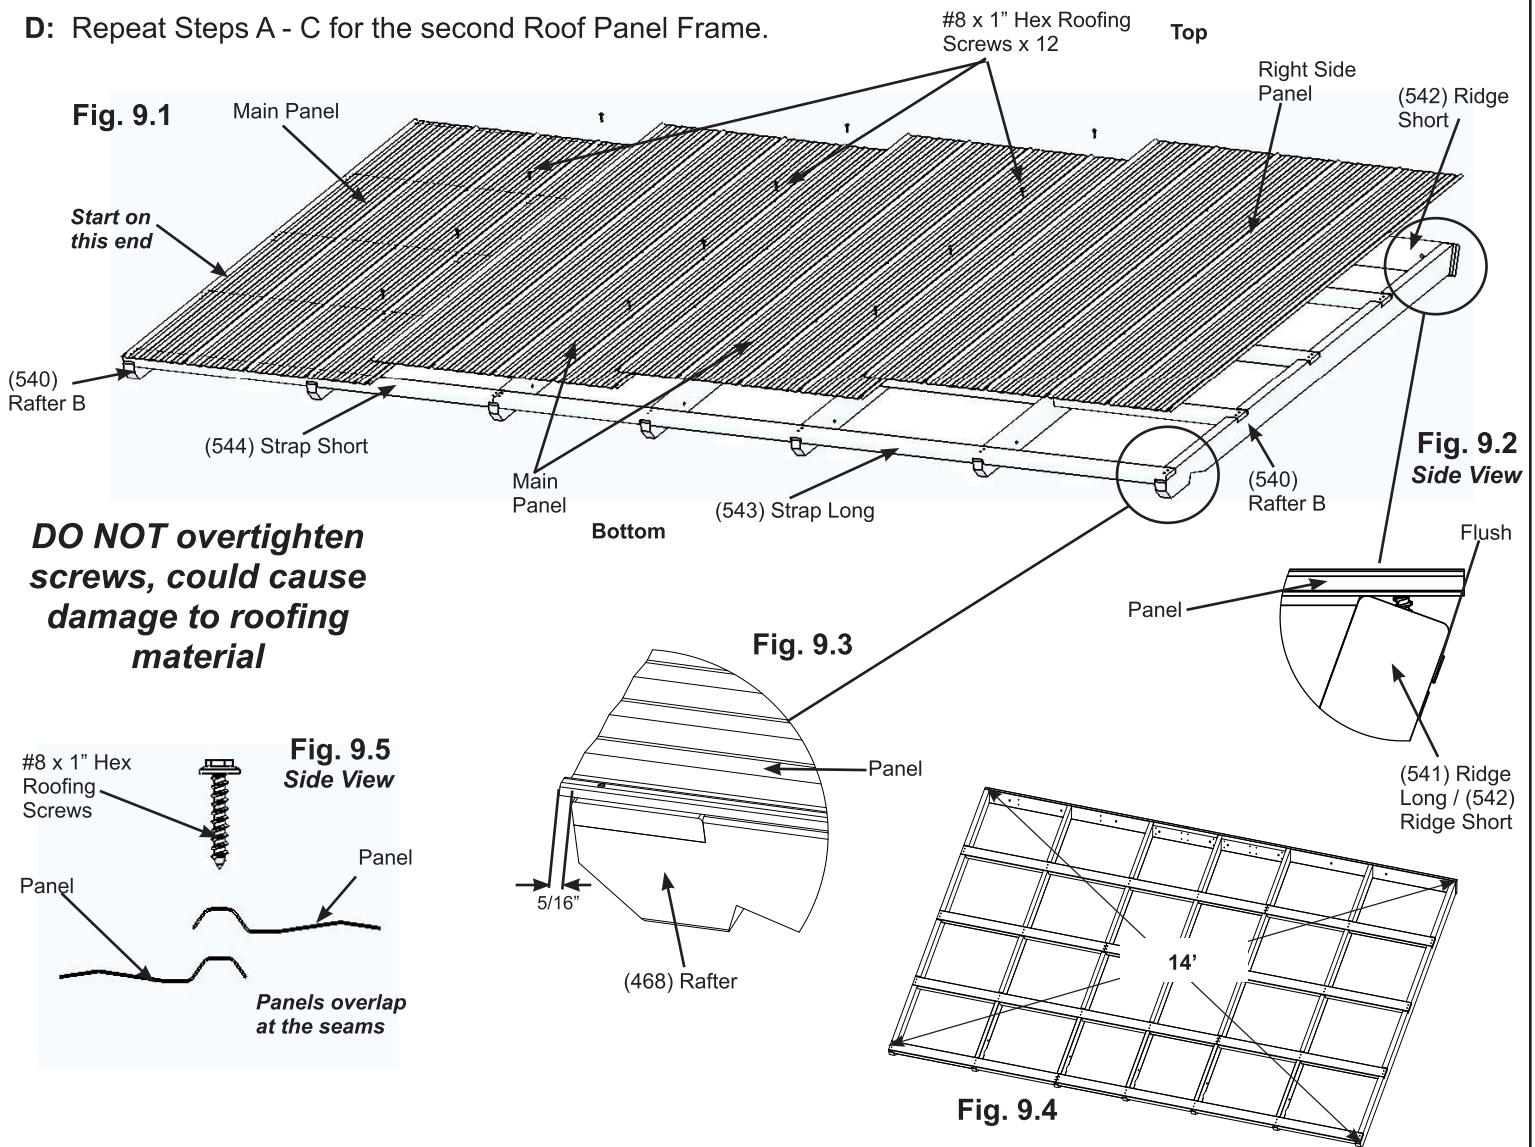 D: Repeat Steps A - C for the second Roof Panel Frame.
#8 x 1” Hex Roofing
Screws x 12
Top
Right Side
Panel
(542) Ridge
Short
Fig. 9.1
Main Panel
Start on
this end
(540)
Rafter B
(544) Strap Short
Main
Panel
Bottom
(543) Strap Long
(540)
Rafter B
Fig. 9.2
Side View
Flush
Panel
(541) Ridge
Long / (542)
Ridge Short
DO NOT overtighten
screws, could cause
damage to roofing
material
Fig. 9.3
Panel
5/16”
(468) Rafter
Fig. 9.5
Side View
#8 x 1” Hex
Roofing
Screws
Panel
Panel
Panels overlap
at the seams
14’
Fig. 9.4